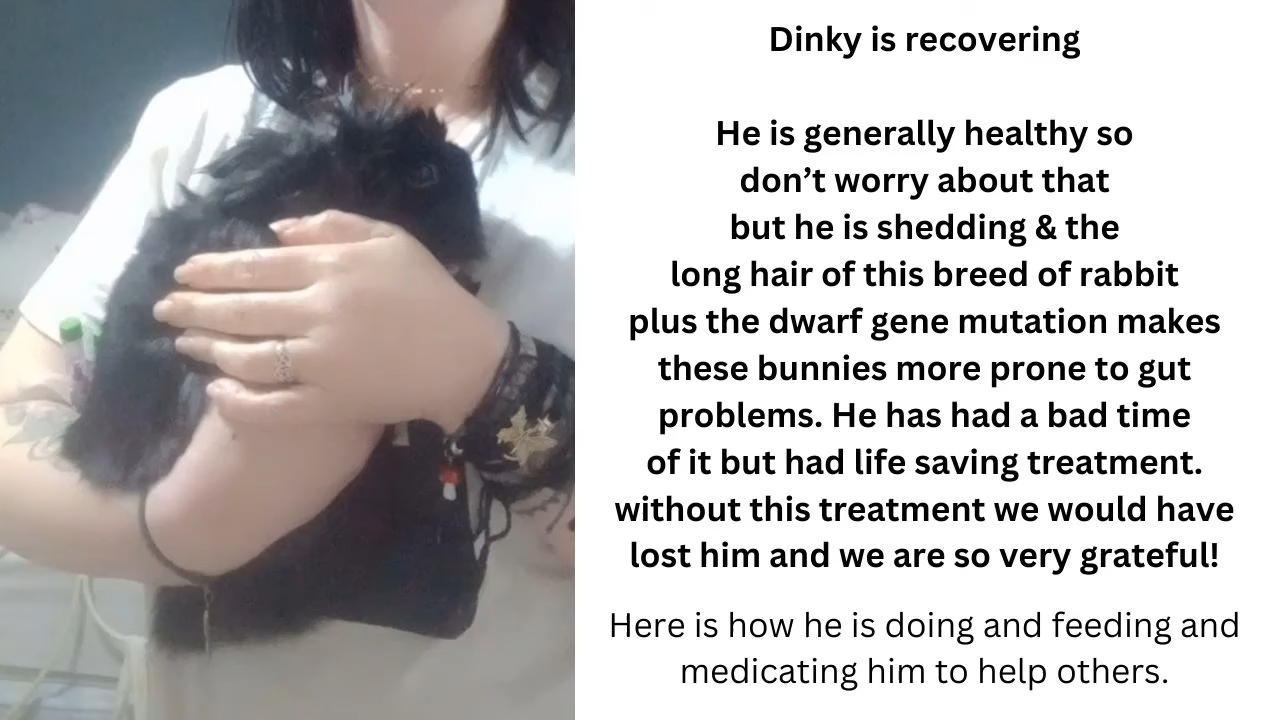 Dinky is recovering
He is generally healthy so
don’t worry about that
but he is shedding & the
long hair of this breed of rabbit
plus the dwarf gene mutation makes
these bunnies more prone to gut
problems. He has had a bad time
of it but had life saving treatment.
without this treatment we would have
lost him and we are so very grateful!
Here is how he is doing and feeding and
medicating him to help others.